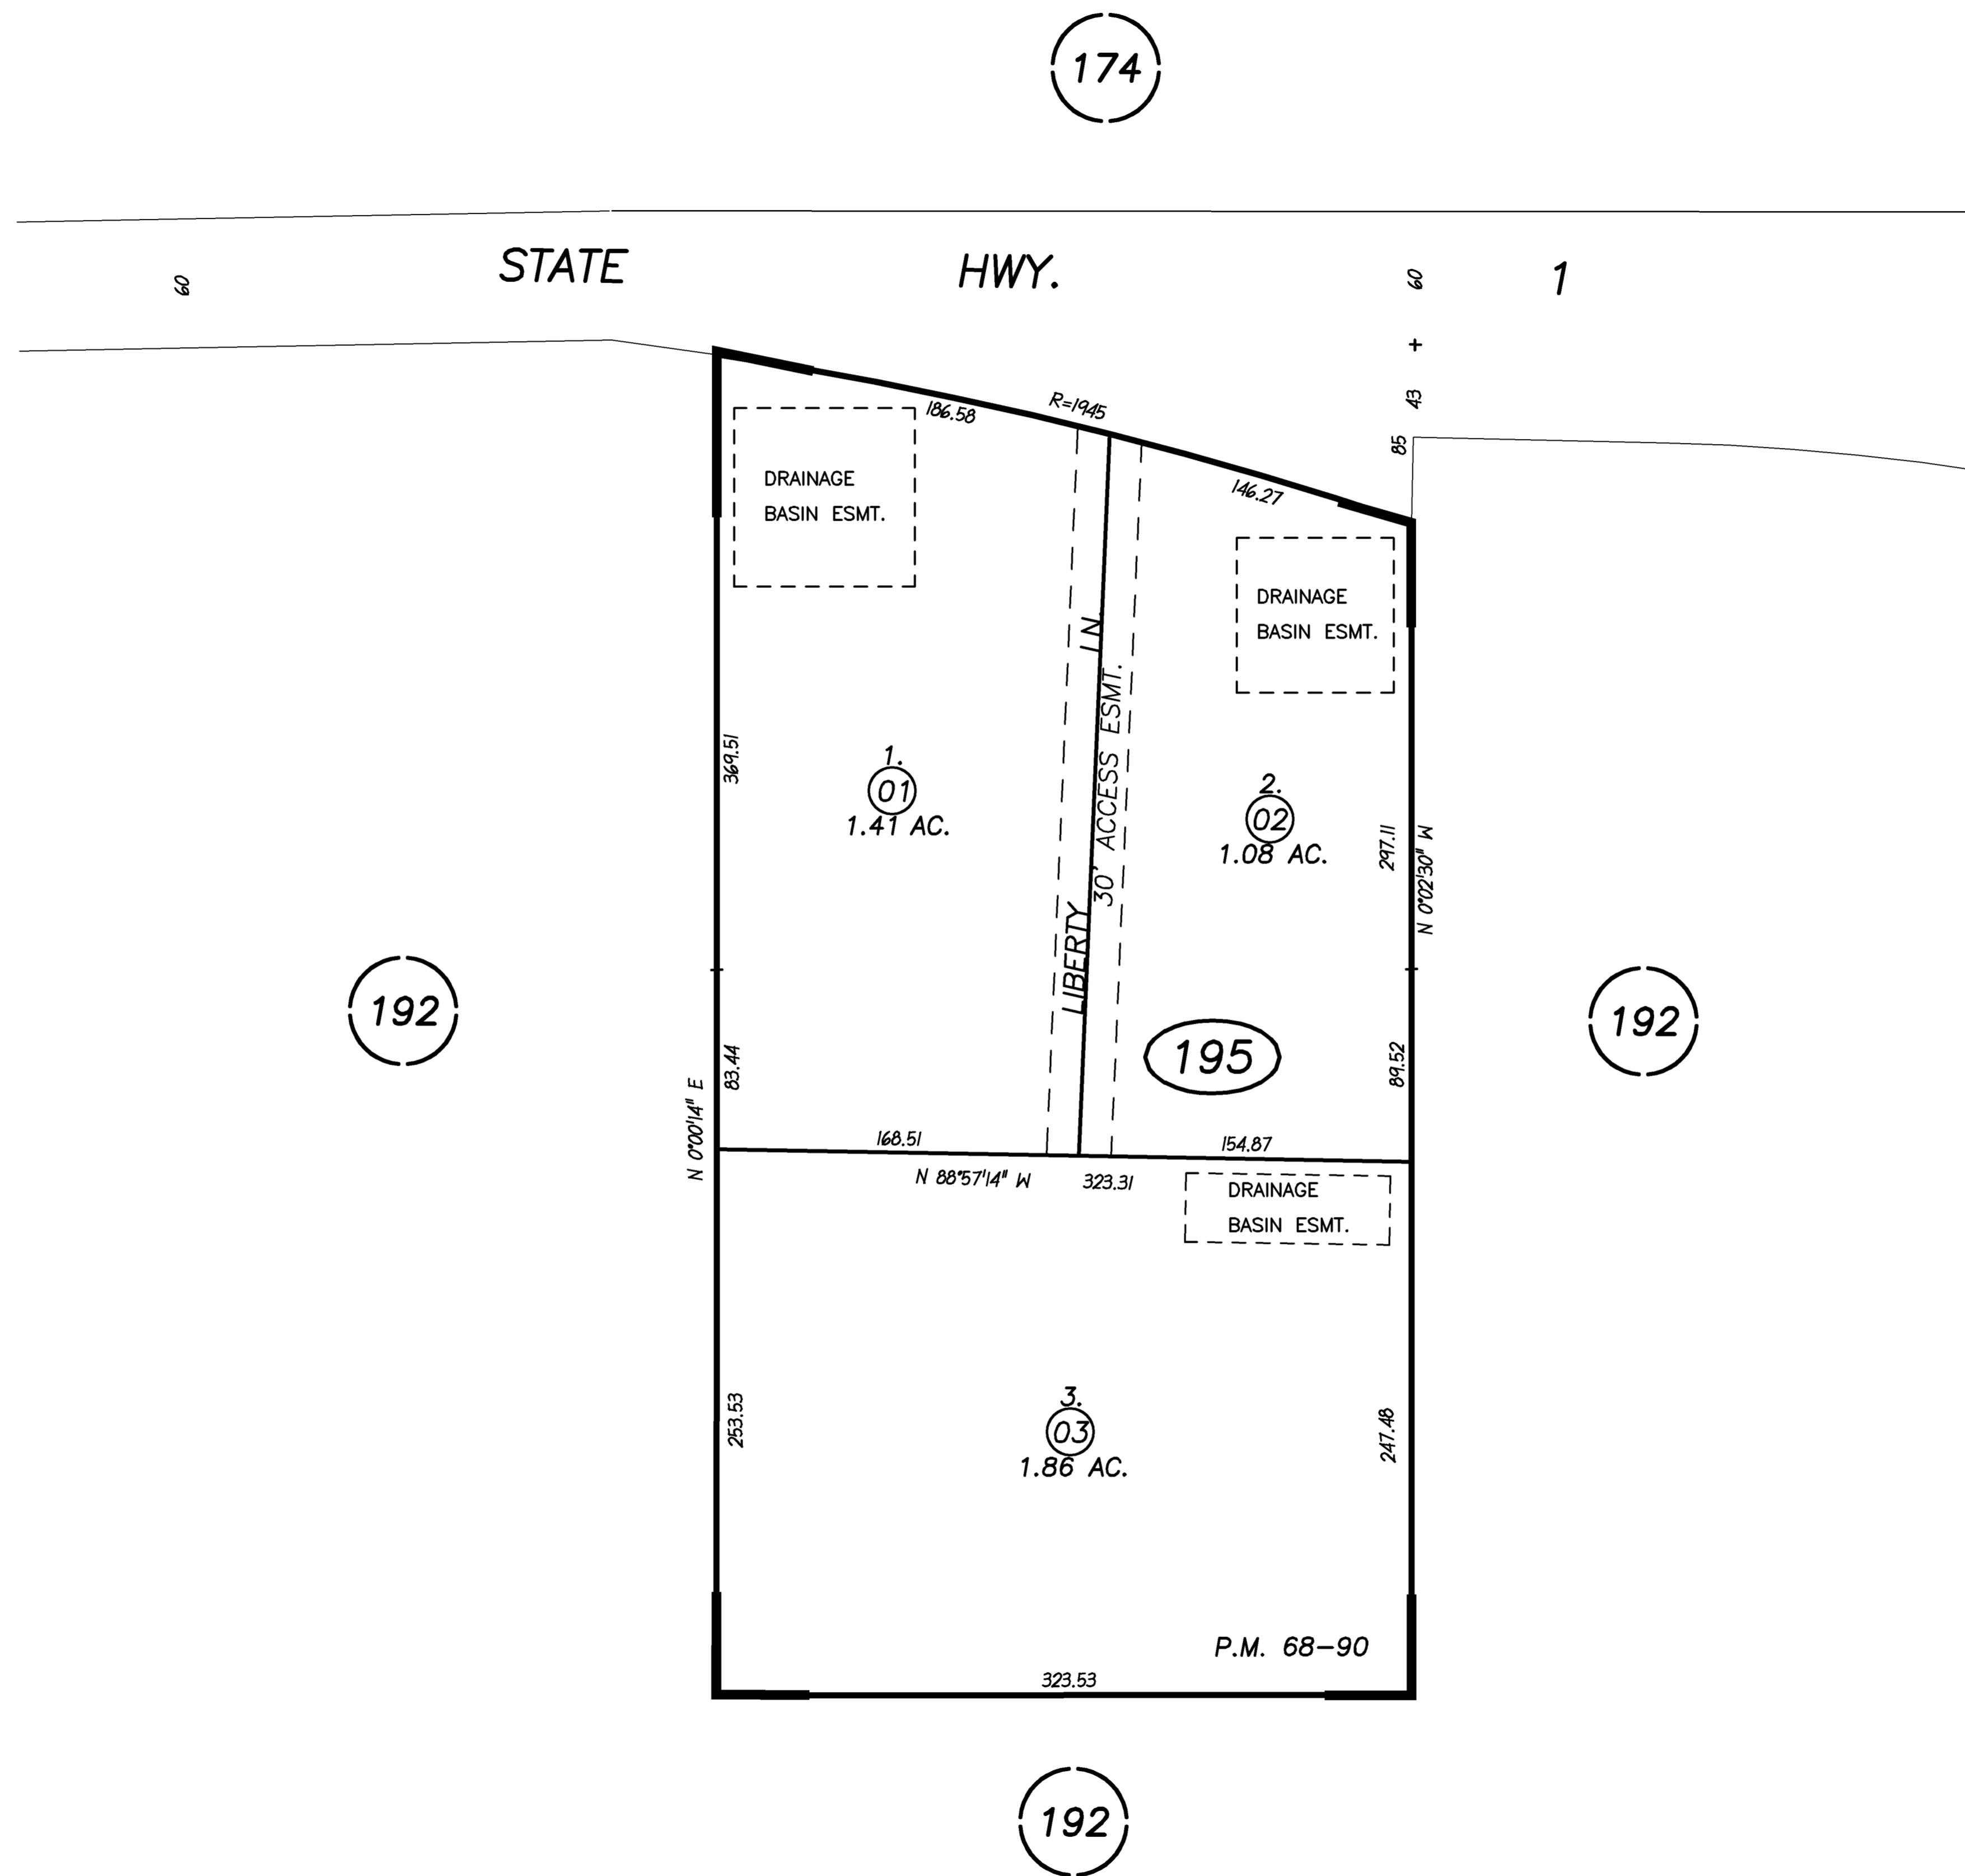 174
STATE HWY. 1
60
60
+
43
85
R=1945
186.58
146.27
DRAINAGE
BASIN ESMT.
DRAINAGE
BASIN ESMT.
LIBERTY LN.
30' ACCESS ESMT.
369.51
1.
01
1.41 AC.
2.
02
1.08 AC.
297.11
N 0°02'30" W
192
195
192
83.44
89.52
N 0°00'14" E
168.51
154.87
N 88°57'14" W 323.31
DRAINAGE
BASIN ESMT.
253.53
3.
03
1.86 AC.
247.48
P.M. 68-90
323.53
192